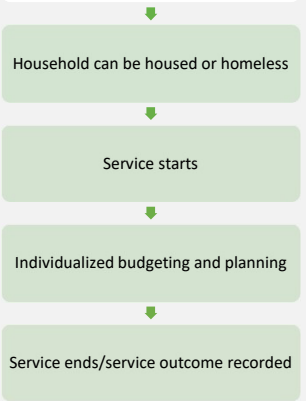 Household can be housed or homeless
Service starts
Individualized budgeting and planning
Service ends/service outcome recorded